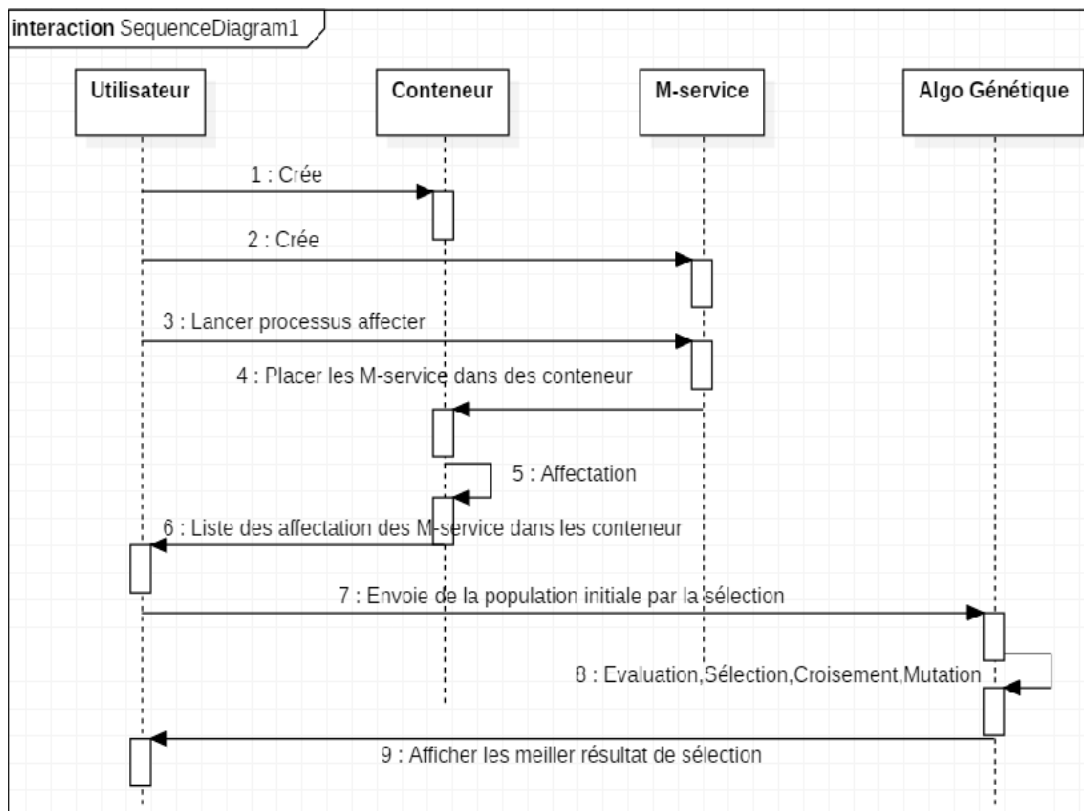 interaction SequenceDiagram1
Utilisateur
Conteneur
M-service
Algo Génétique
1 : Crée
2 : Crée
3 : Lancer processus affecter
4 : Placer les M-service dans des conteneur
5 : Affectation
6 : Liste des affectation des M-service dans les conteneur
7 : Envoie de la population initiale par la sélection
8 : Evaluation,Sélection,Croisement,Mutation
9 : Afficher les meiller résultat de sélection